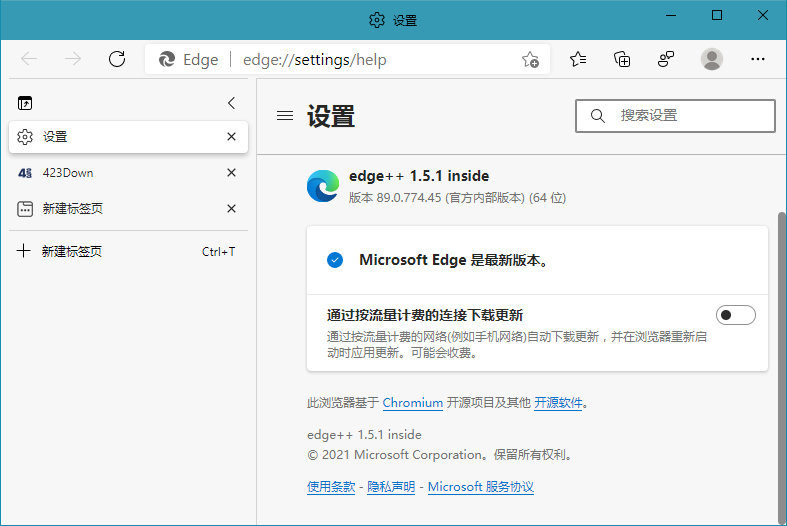 设置
Edge edge://settings/help
设置
423Down
新建标签页
新建标签页 Ctrl+T
设置
搜索设置
edge++ 1.5.1 inside
版本 89.0.774.45 (官方内部版本) (64 位)
Microsoft Edge 是最新版本。
通过按流量计费的连接下载更新
通过按流量计费的网络(例如手机网络)自动下载更新，并在浏览器重新启
动时应用更新。可能会收费。
此浏览器基于 Chromium 开源项目及其他 开源软件。
edge++ 1.5.1 inside
© 2021 Microsoft Corporation。保留所有权利。
使用条款 - 隐私声明 - Microsoft 服务协议